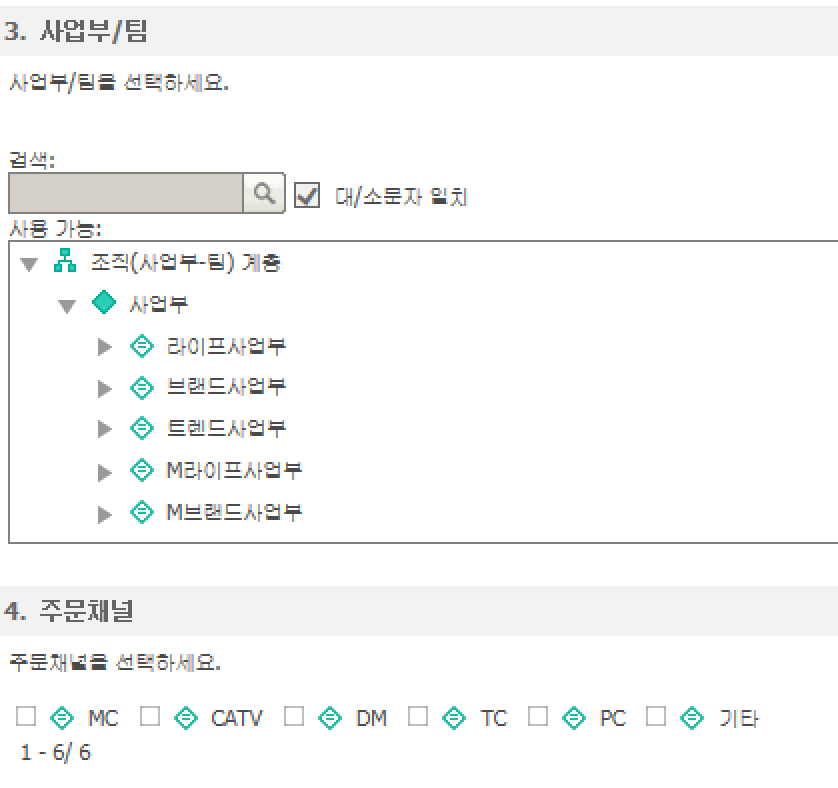 3. 사업부/팀
사업부/팀을 선택하세요.
검색:
대/소문자 일치
사용 가능:
조직(사업부-팀) 계층
사업부
라이프사업부
브랜드사업부
트렌드사업부
M라이프사업부
M브랜드사업부
4. 주문채널
주문채널을 선택하세요.
MC CATV DM TC PC 기타
1 - 6/ 6